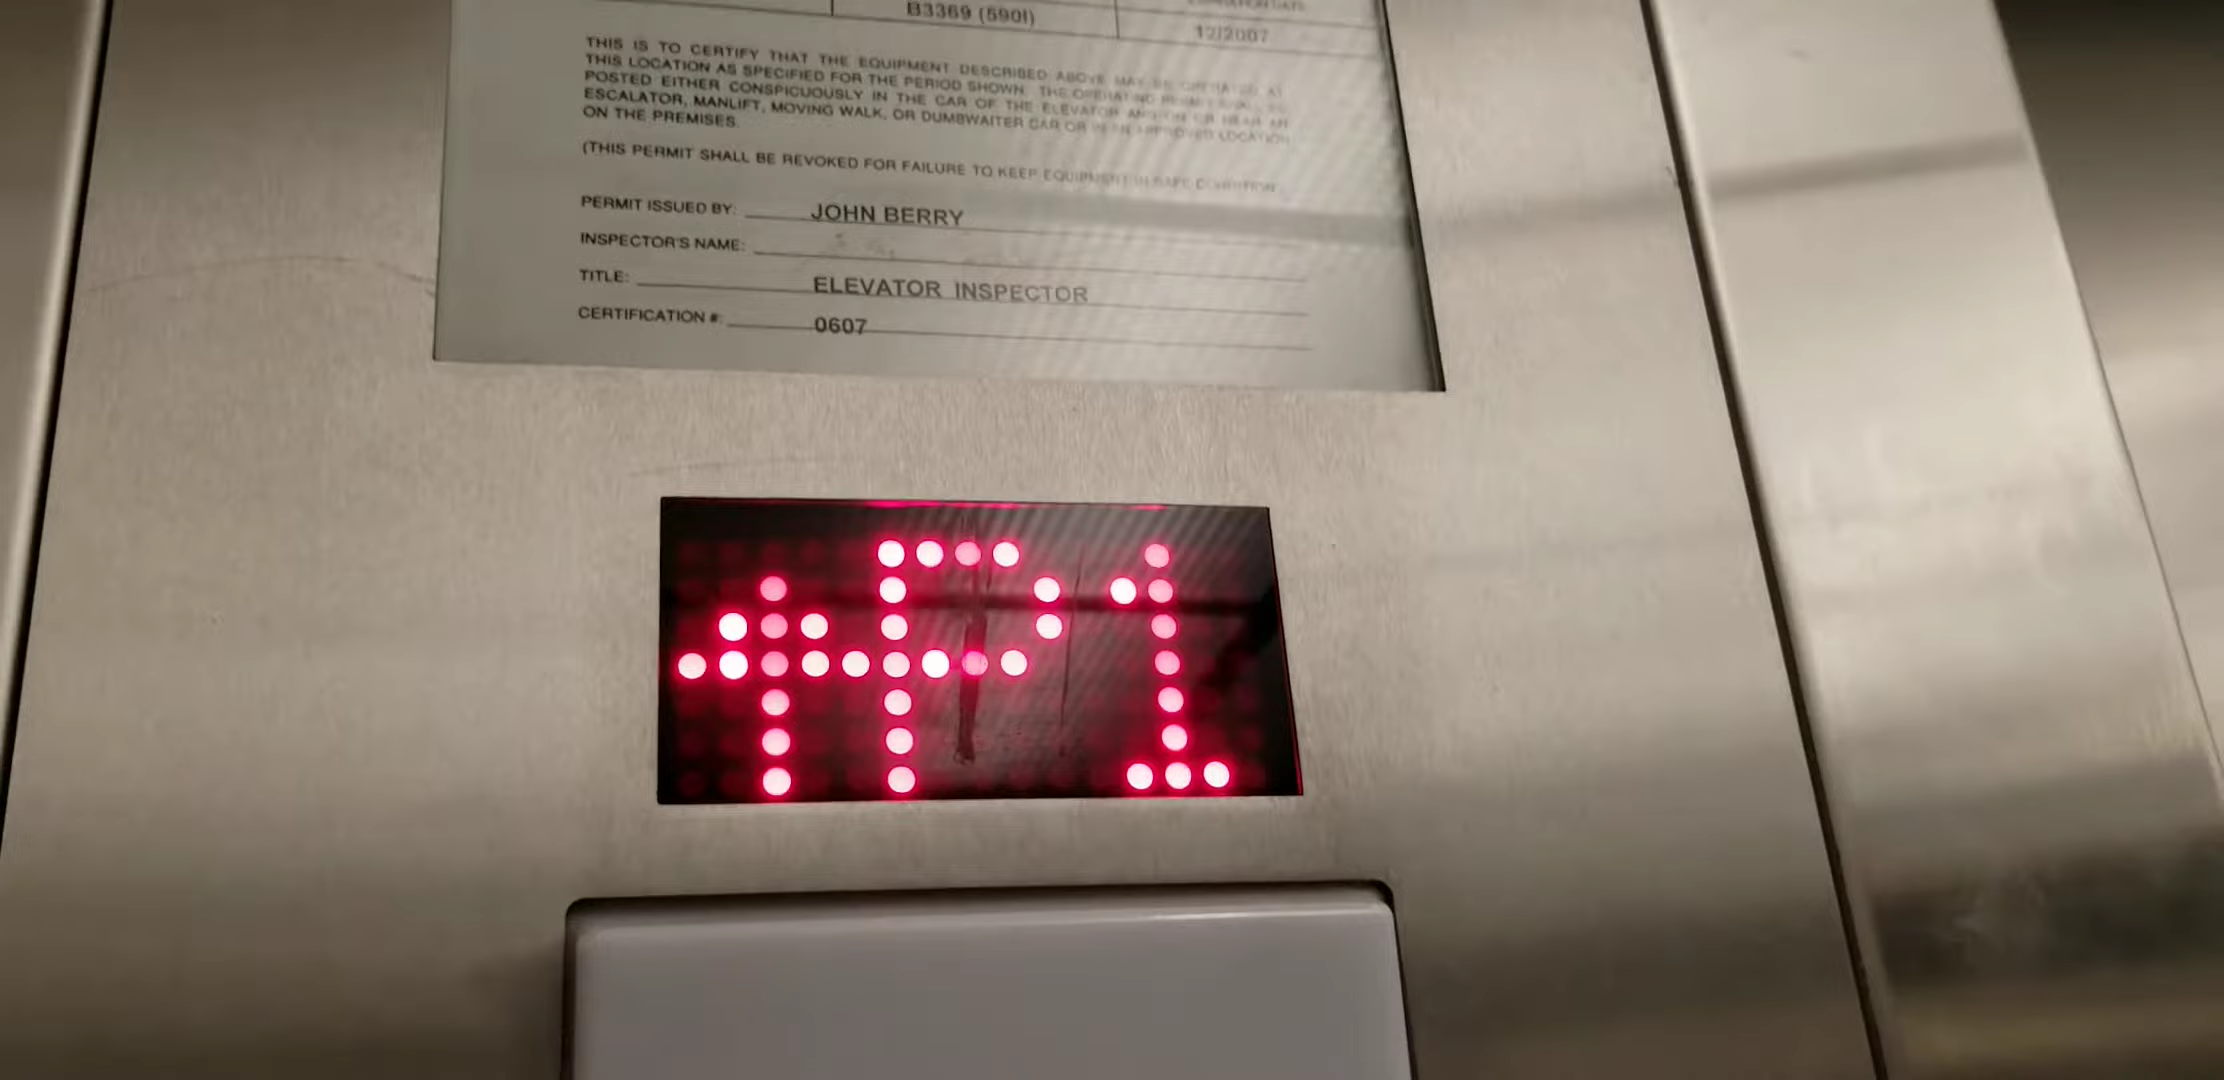 B3369 (590I)
12/2007
THIS IS TO CERTIFY THAT THE EQUIPMENT DESCRIBED ABOVE MAY BE OPERATED AT
THIS LOCATION AS SPECIFIED FOR THE PERIOD SHOWN. THE OPERATING PERMIT SHALL BE
POSTED EITHER CONSPICUOUSLY IN THE CAR OF THE ELEVATOR AND/ON OR NEAR AN
ESCALATOR, MANLIFT, MOVING WALK, OR DUMBWAITER CAR OR IN AN APPROVED LOCATION
ON THE PREMISES.
(THIS PERMIT SHALL BE REVOKED FOR FAILURE TO KEEP EQUIPMENT IN SAFE CONDITION
PERMIT ISSUED BY: JOHN BERRY
INSPECTOR'S NAME:
TITLE: ELEVATOR INSPECTOR
CERTIFICATION #: 0607
P1